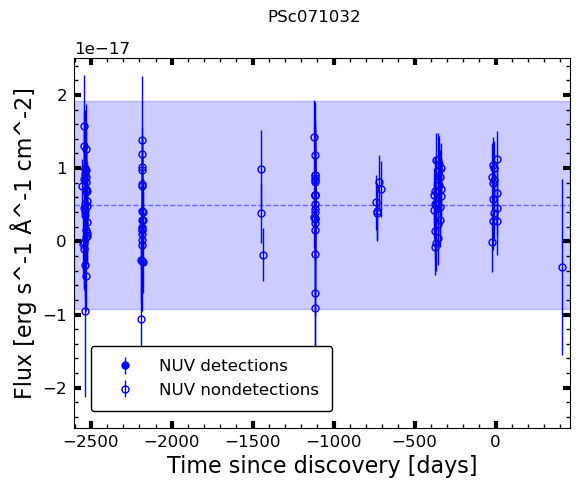 PSc071032
1e−17
Flux [erg s^-1 Å^-1 cm^-2]
2
1
0
−1
−2
NUV detections
NUV nondetections
−2500 −2000 −1500 −1000 −500 0
Time since discovery [days]